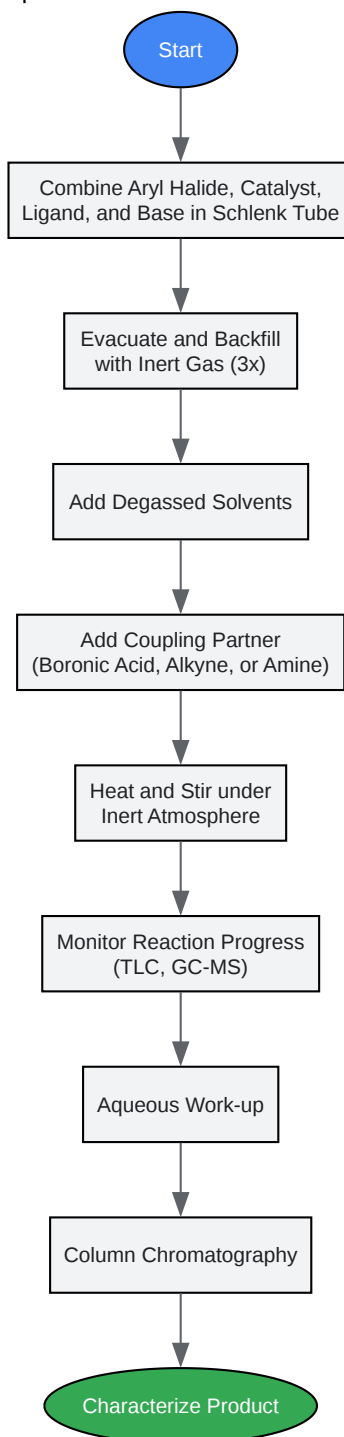 Start
Combine Aryl Halide, Catalyst,
Ligand, and Base in Schlenk Tube
Evacuate and Backfill
with Inert Gas (3x)
Add Degassed Solvents
Add Coupling Partner
(Boronic Acid, Alkyne, or Amine)
Heat and Stir under
Inert Atmosphere
Monitor Reaction Progress
(TLC, GC-MS)
Aqueous Work-up
Column Chromatography
Characterize Product